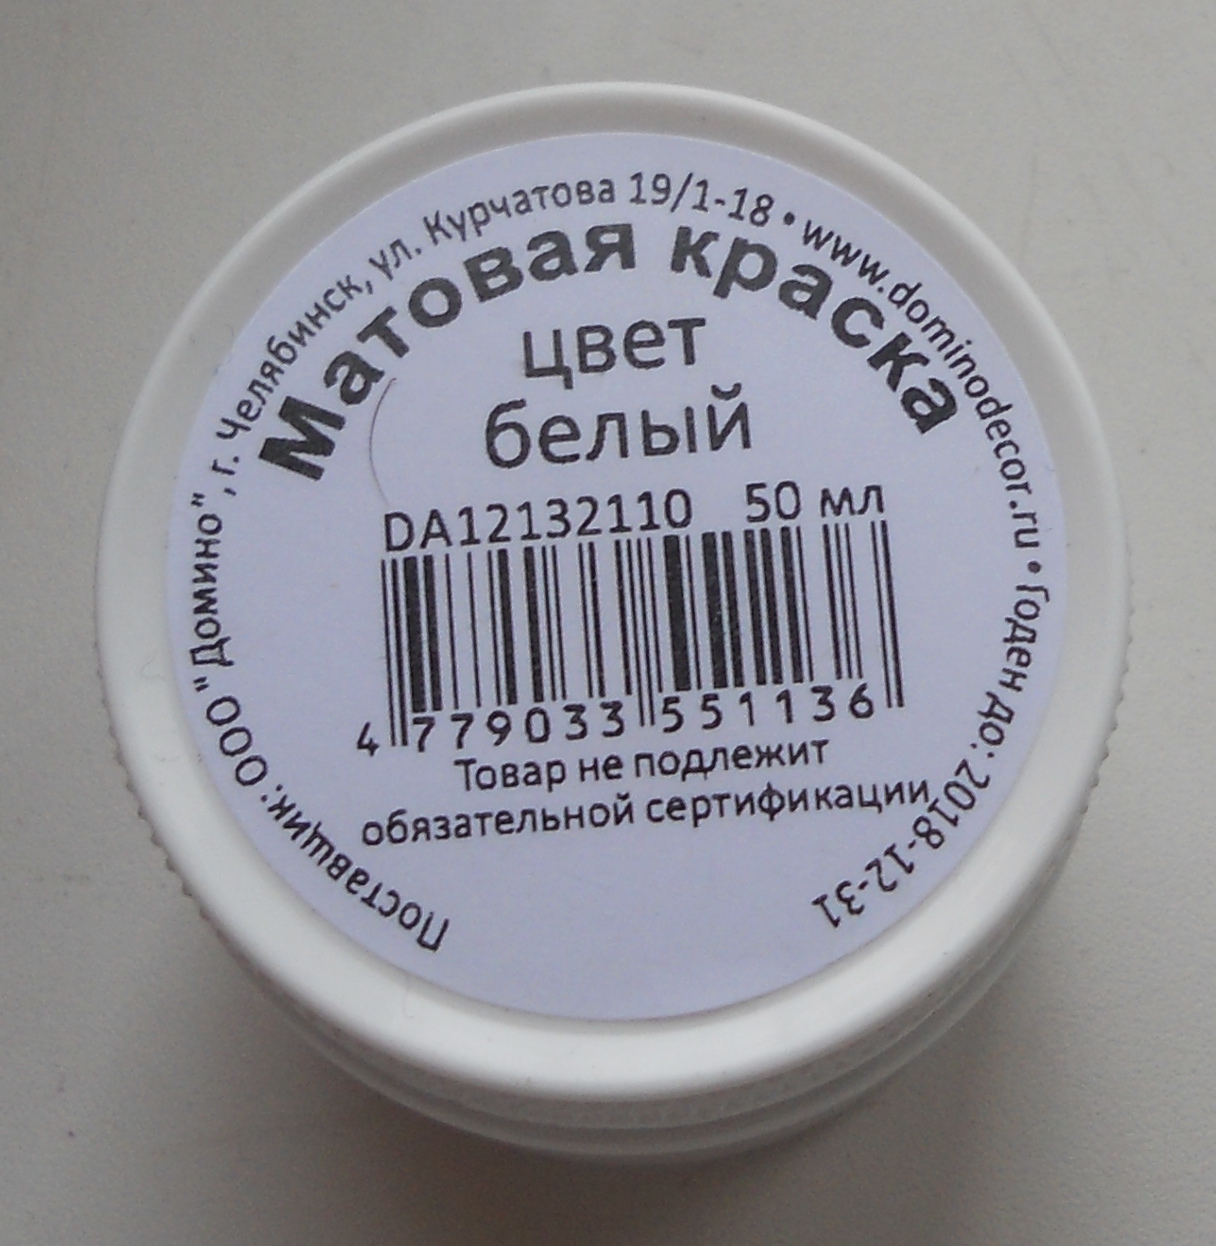 Поставщик: ООО "Домино", г. Челябинск, ул. Курчатова 19/1-18 • www.dominodecor.ru • Годен до: 2018-12-31
Матовая краска
цвет
белый
DA12132110 50 мл
4 779033 551136
Товар не подлежит
обязательной сертификации